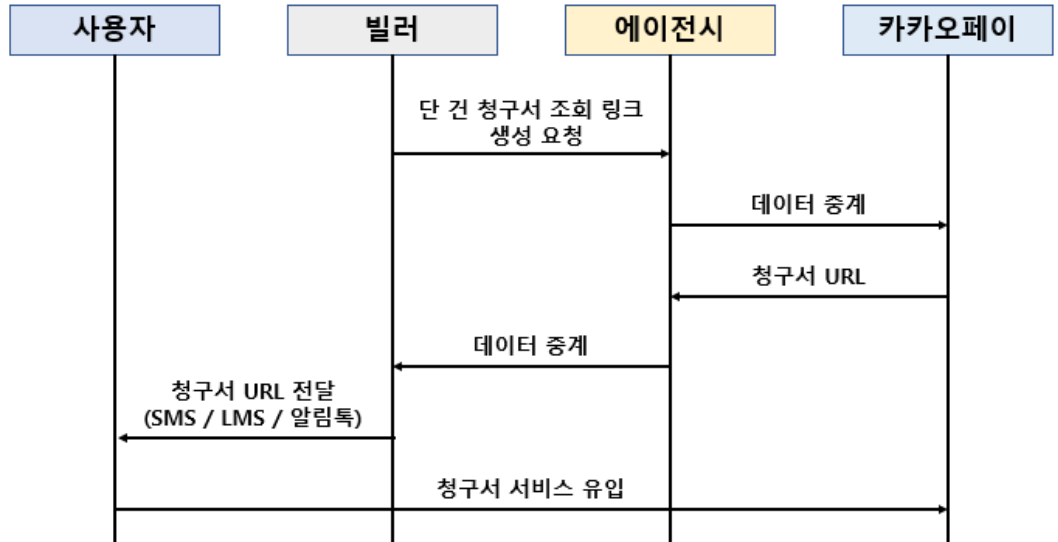 사용자
빌러
에이전시
카카오페이
단 건 청구서 조회 링크
생성 요청
데이터 중계
청구서 URL
데이터 중계
청구서 URL 전달
(SMS / LMS / 알림톡)
청구서 서비스 유입